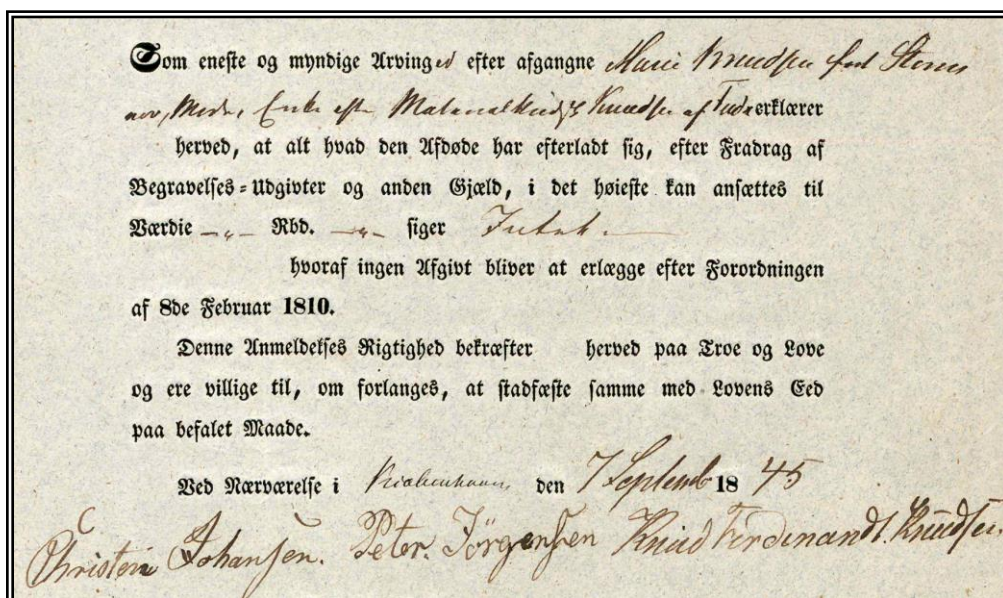 Som eneste og myndige Arvinger efter afgangne Marie Knudsen fød
Enke efter Knudsen af erklærer
herved, at alt hvad den Afdøde har efterladt sig, efter Fradrag af
Begravelses-Udgivter og anden Gjæld, i det høieste kan ansættes til
Værdie -„- Rbd. -„- siger Intet.
hvoraf ingen Afgivt bliver at erlægge efter Forordningen
af 8de Februar 1810.
Denne Anmeldelses Rigtighed bekræfter herved paa Troe og Love
og ere villige til, om forlanges, at stadfæste samme med Lovens Eed
paa befalet Maade.
Ved Nærværelse i Kiøbenhavn, den 7 Septemb 18 45
Christen Johansen. Peter. Jörgensen Knud Ferdinandt. Knudsen